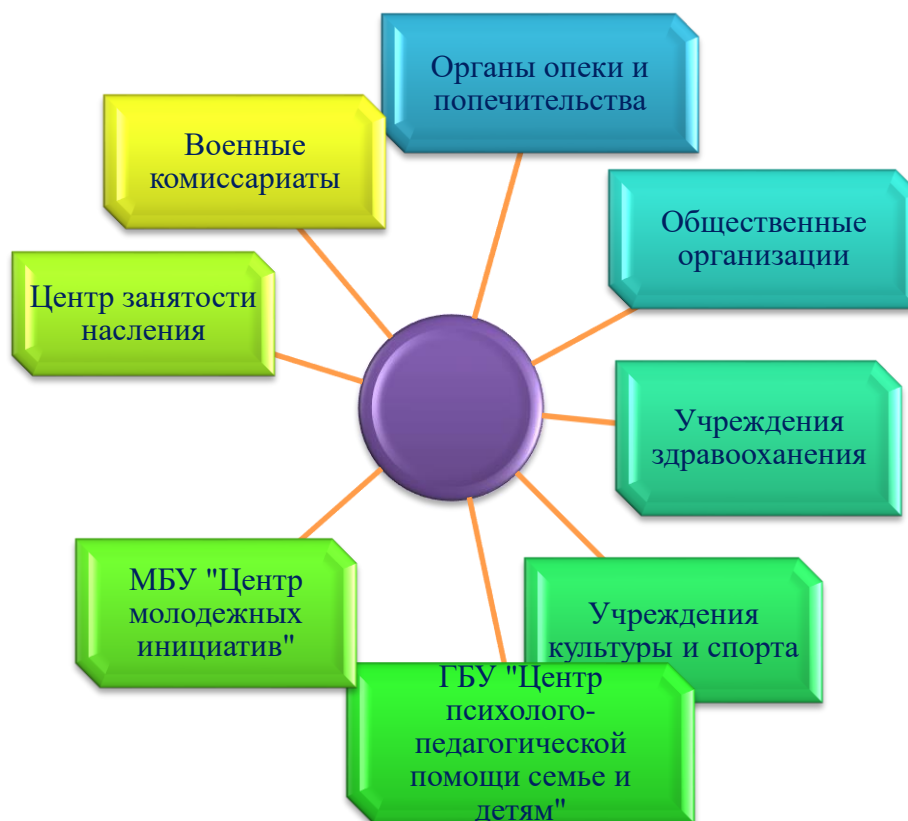 Органы опеки и
попечительства
Военные
комиссариаты
Общественные
организации
Центр занятости
насления
Учреждения
здравооханения
МБУ "Центр
молодежных
инициатив"
Учреждения
культуры и спорта
ГБУ "Центр
психолого-
педагогической
помощи семье и
детям"